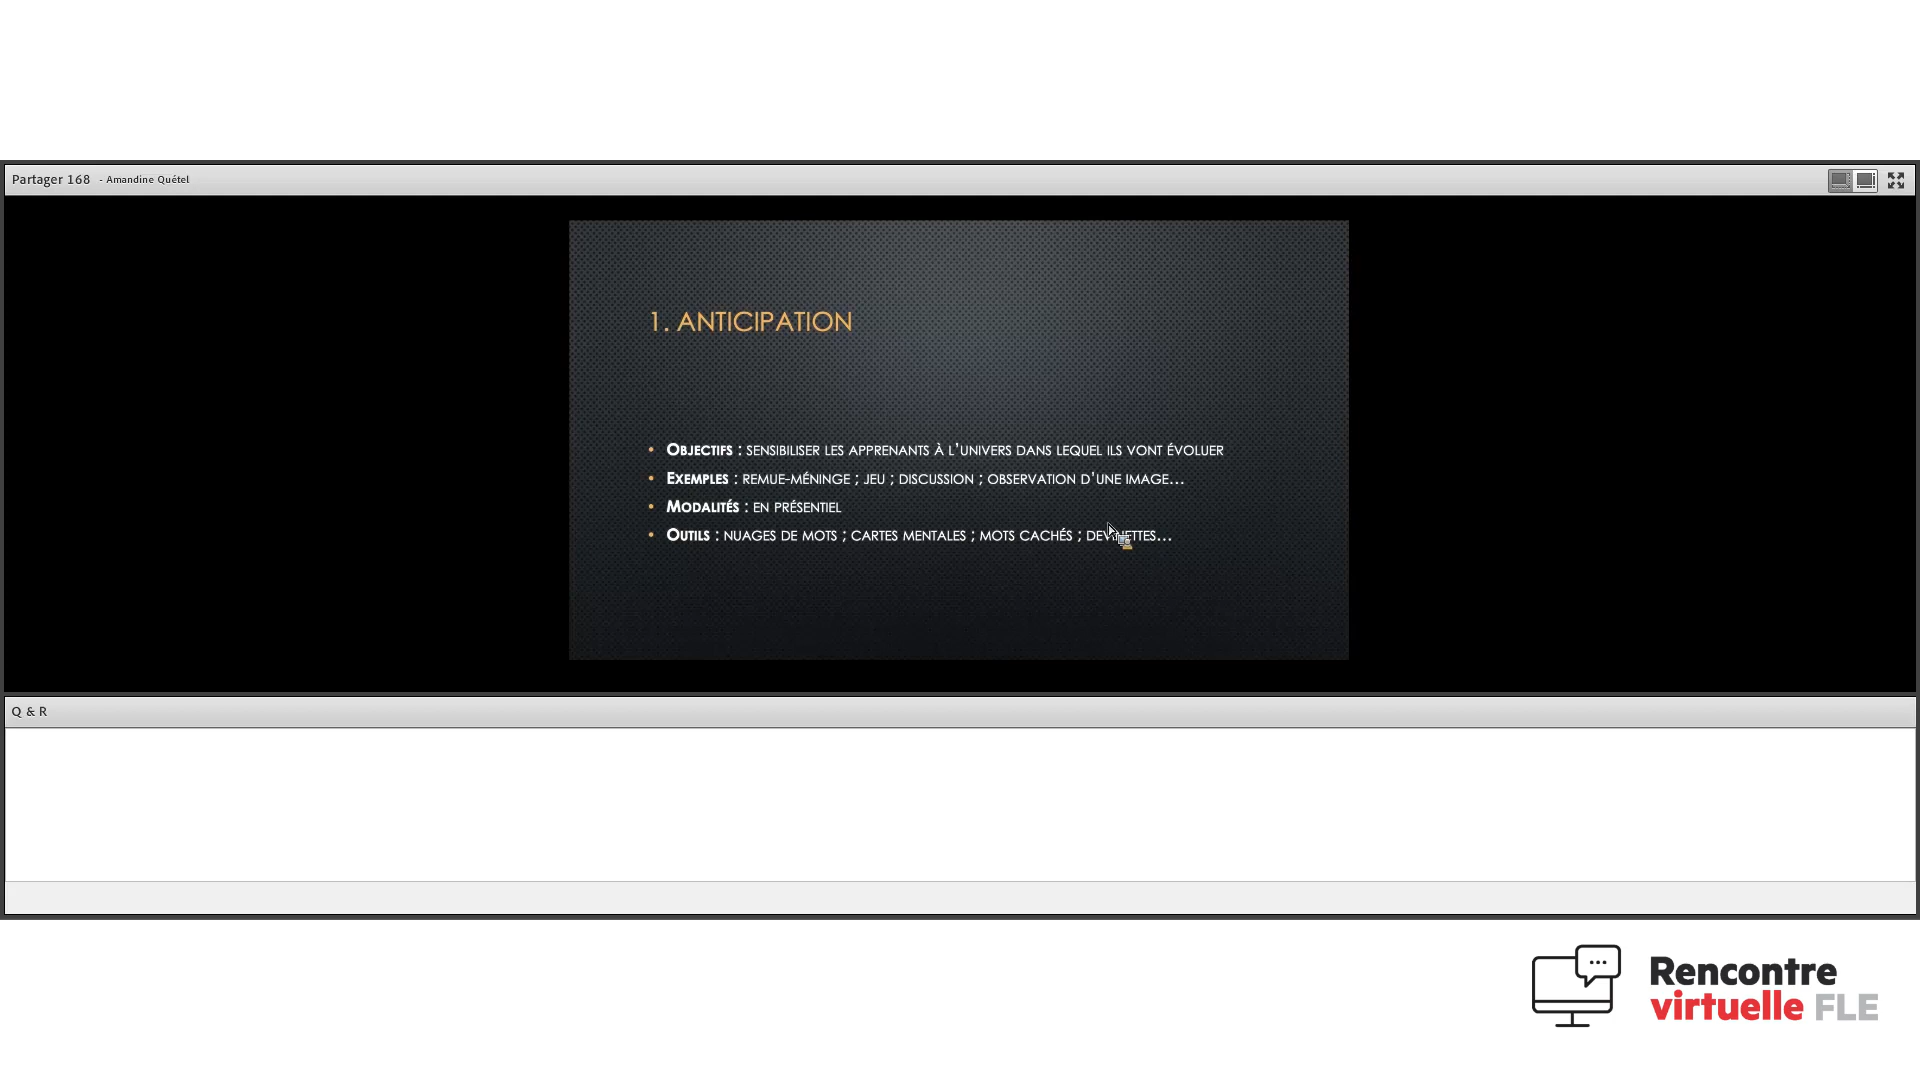 Partager 168 - Amandine Quétel
1. ANTICIPATION
• OBJECTIFS : SENSIBILISER LES APPRENANTS À L'UNIVERS DANS LEQUEL ILS VONT ÉVOLUER
• EXEMPLES : REMUE-MÉNINGE ; JEU ; DISCUSSION ; OBSERVATION D'UNE IMAGE...
• MODALITÉS : EN PRÉSENTIEL
• OUTILS : NUAGES DE MOTS ; CARTES MENTALES ; MOTS CACHÉS ; DEVINETTES...
Q & R
Rencontre
virtuelle FLE